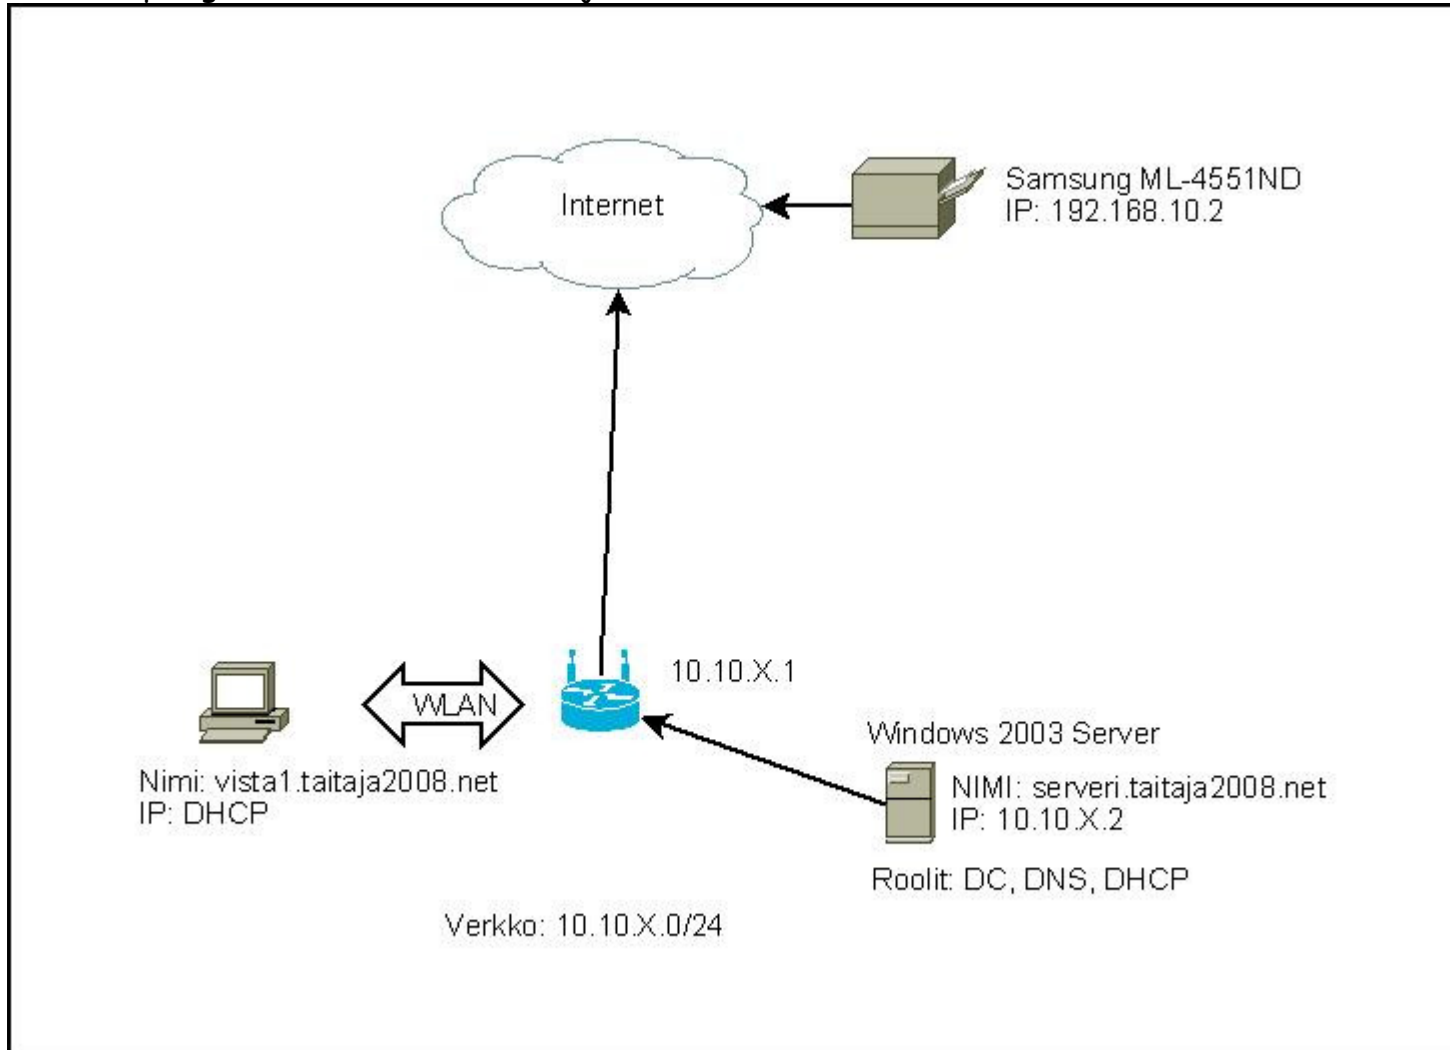 Internet
Samsung ML-4551ND
IP: 192.168.10.2
10.10.X.1
WLAN
Nimi: vista1.taitaja2008.net
IP: DHCP
Windows 2003 Server
NIMI: serveri.taitaja2008.net
IP: 10.10.X.2
Roolit: DC, DNS, DHCP
Verkko: 10.10.X.0/24